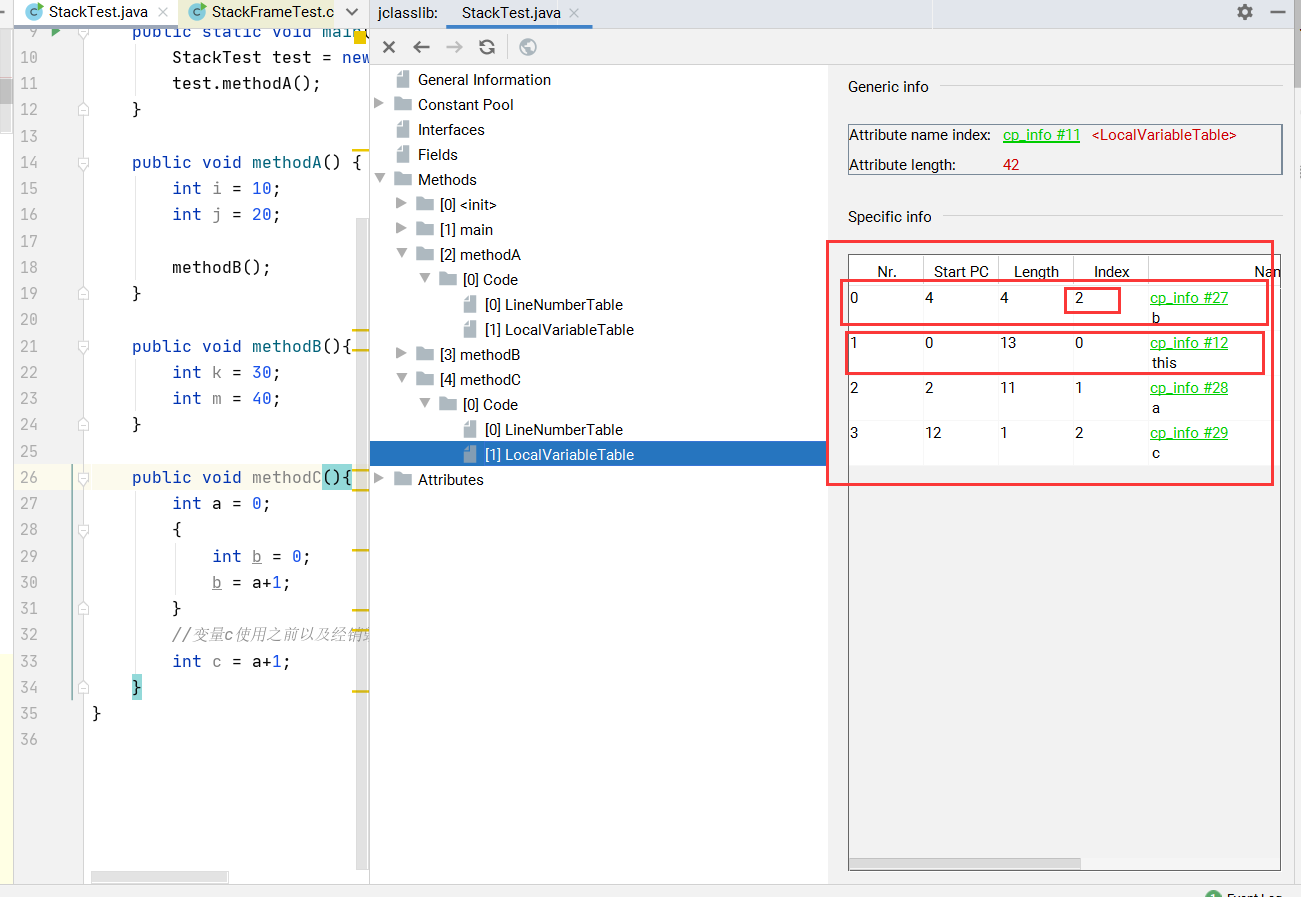 StackTest.java
StackFrameTest.c
jclasslib:
StackTest.java
9 public static void main(
10 StackTest test = new
11 test.methodA();
12 }
13
14 public void methodA() {
15 int i = 10;
16 int j = 20;
17
18 methodB();
19 }
20
21 public void methodB(){
22 int k = 30;
23 int m = 40;
24 }
25
26 public void methodC(){
27 int a = 0;
28 {
29 int b = 0;
30 b = a+1;
31 }
32 //变量c使用之前以及经销
33 int c = a+1;
34 }
35 }
36
General Information
Constant Pool
Interfaces
Fields
Methods
[0] <init>
[1] main
[2] methodA
[0] Code
[0] LineNumberTable
[1] LocalVariableTable
[3] methodB
[4] methodC
[0] Code
[0] LineNumberTable
[1] LocalVariableTable
Attributes
Generic info
Attribute name index: cp_info #11 <LocalVariableTable>
Attribute length: 42
Specific info
Nr. Start PC Length Index Nan
0 4 4 2 cp_info #27
b
1 0 13 0 cp_info #12
this
2 2 11 1 cp_info #28
a
3 12 1 2 cp_info #29
c